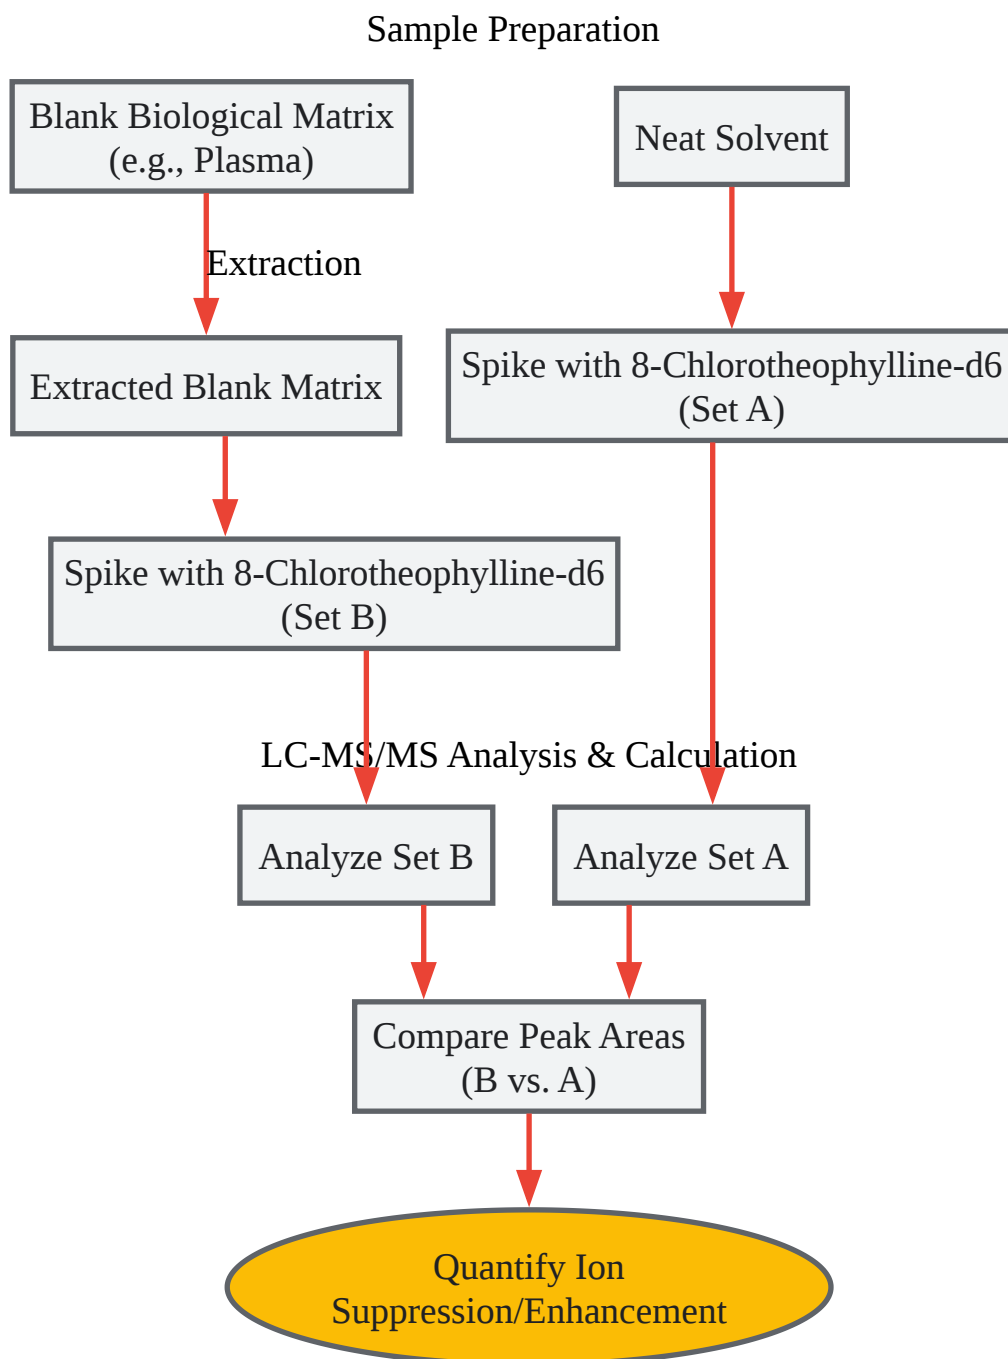 Sample Preparation
Blank Biological Matrix
(e.g., Plasma)
Neat Solvent
Extraction
Extracted Blank Matrix
Spike with 8-Chlorotheophylline-d6
(Set A)
Spike with 8-Chlorotheophylline-d6
(Set B)
LC-MS/MS Analysis & Calculation
Analyze Set B
Analyze Set A
Compare Peak Areas
(B vs. A)
Quantify Ion
Suppression/Enhancement